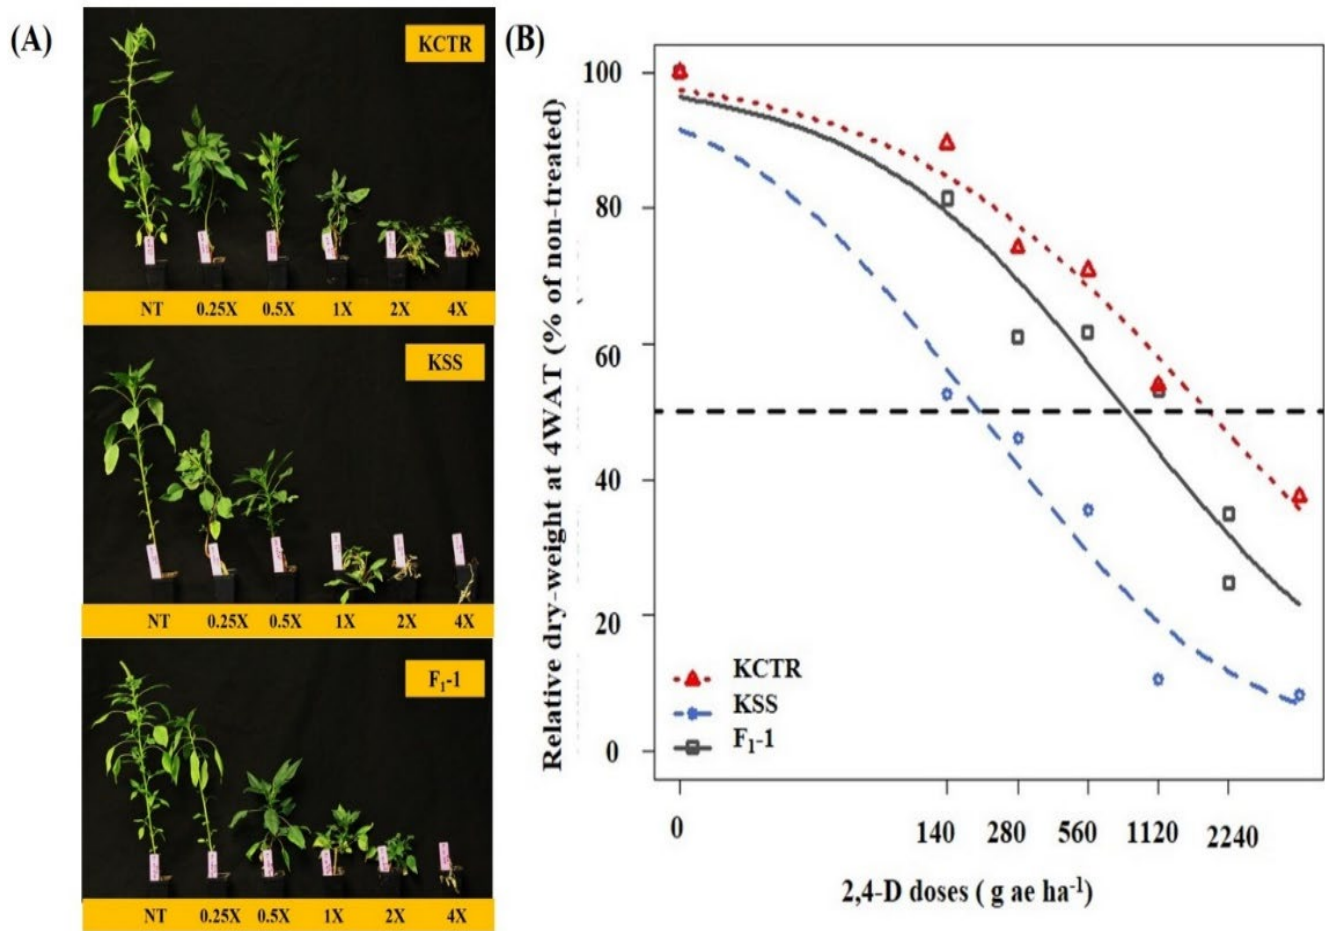 (A)
KCTR
NT 0.25X 0.5X 1X 2X 4X
KSS
NT 0.25X 0.5X 1X 2X 4X
F₁-1
NT 0.25X 0.5X 1X 2X 4X
(B)
Relative dry-weight at 4WAT (% of non-treated)
100
80
60
40
20
0
KCTR
KSS
F₁-1
0 140 280 560 1120 2240
2,4-D doses ( g ae ha⁻¹)